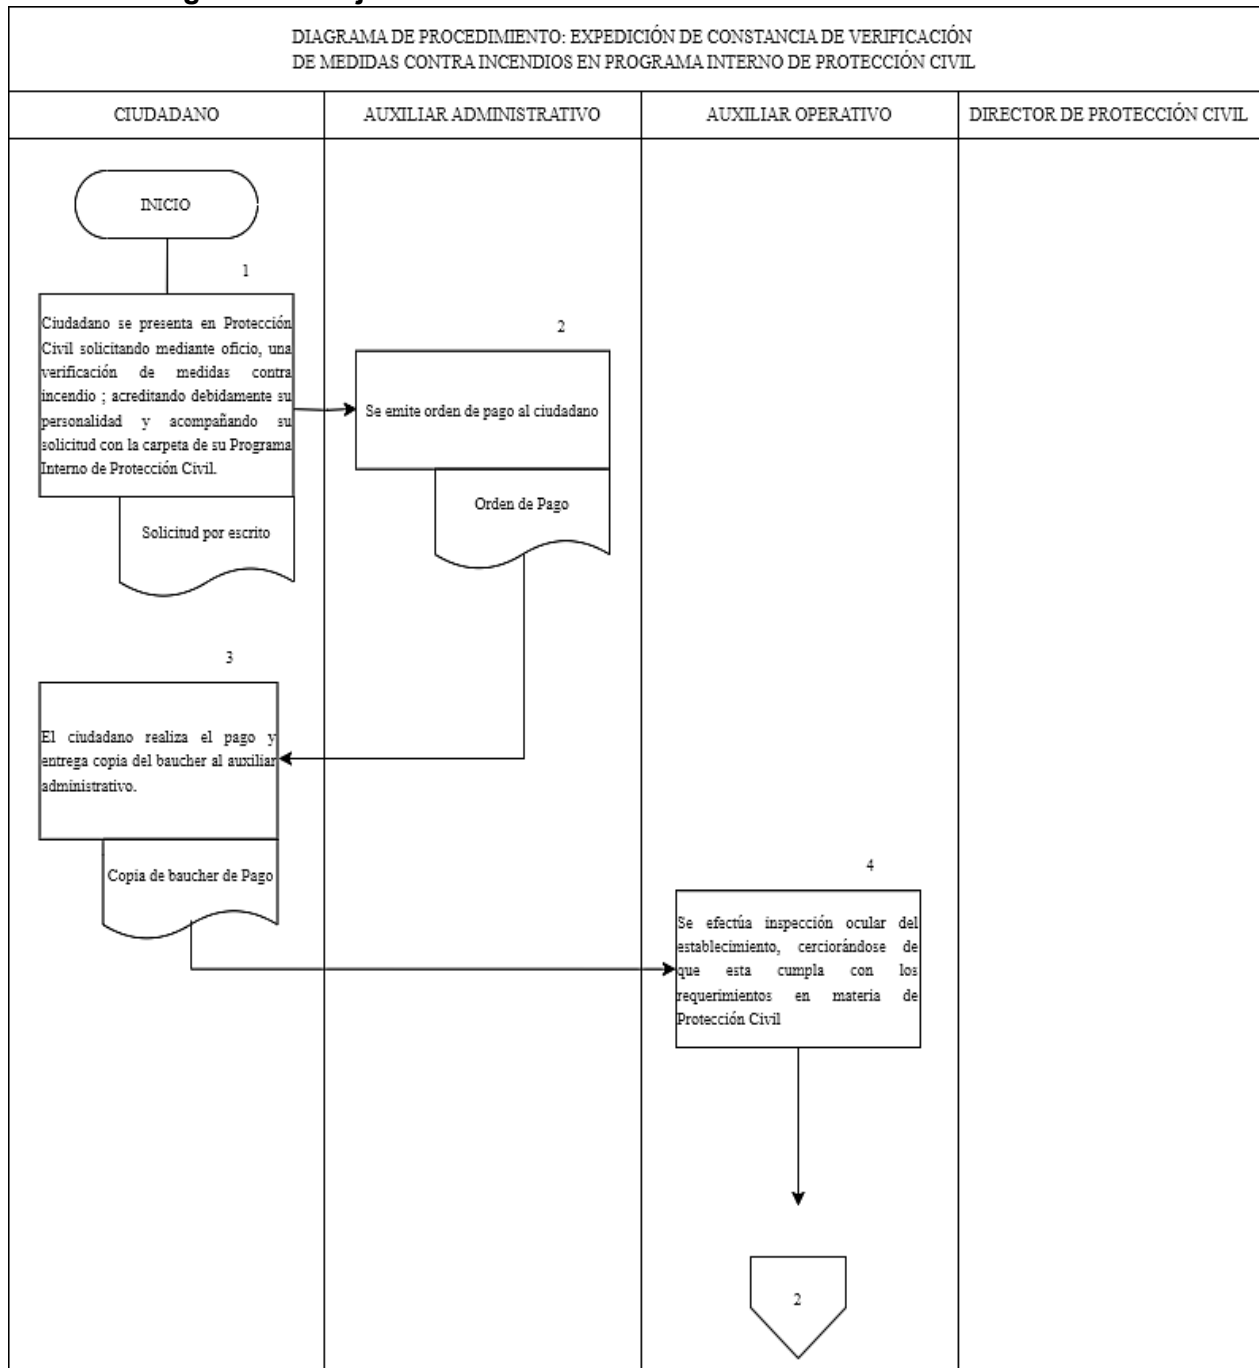 DIAGRAMA DE PROCEDIMIENTO: EXPEDICIÓN DE CONSTANCIA DE VERIFICACIÓN
DE MEDIDAS CONTRA INCENDIOS EN PROGRAMA INTERNO DE PROTECCIÓN CIVIL
CIUDADANO
AUXILIAR ADMINISTRATIVO
AUXILIAR OPERATIVO
DIRECTOR DE PROTECCIÓN CIVIL
INICIO
1
Ciudadano se presenta en Protección
Civil solicitando mediante oficio, una
verificación de medidas contra
incendio ; acreditando debidamente su
personalidad y acompañando su
solicitud con la carpeta de su Programa
Interno de Protección Civil.
Solicitud por escrito
2
Se emite orden de pago al ciudadano
Orden de Pago
3
El ciudadano realiza el pago y
entrega copia del baucher al auxiliar
administrativo.
Copia de baucher de Pago
4
Se efectúa inspección ocular del
establecimiento, cerciorándose de
que esta cumpla con los
requerimientos en materia de
Protección Civil
2